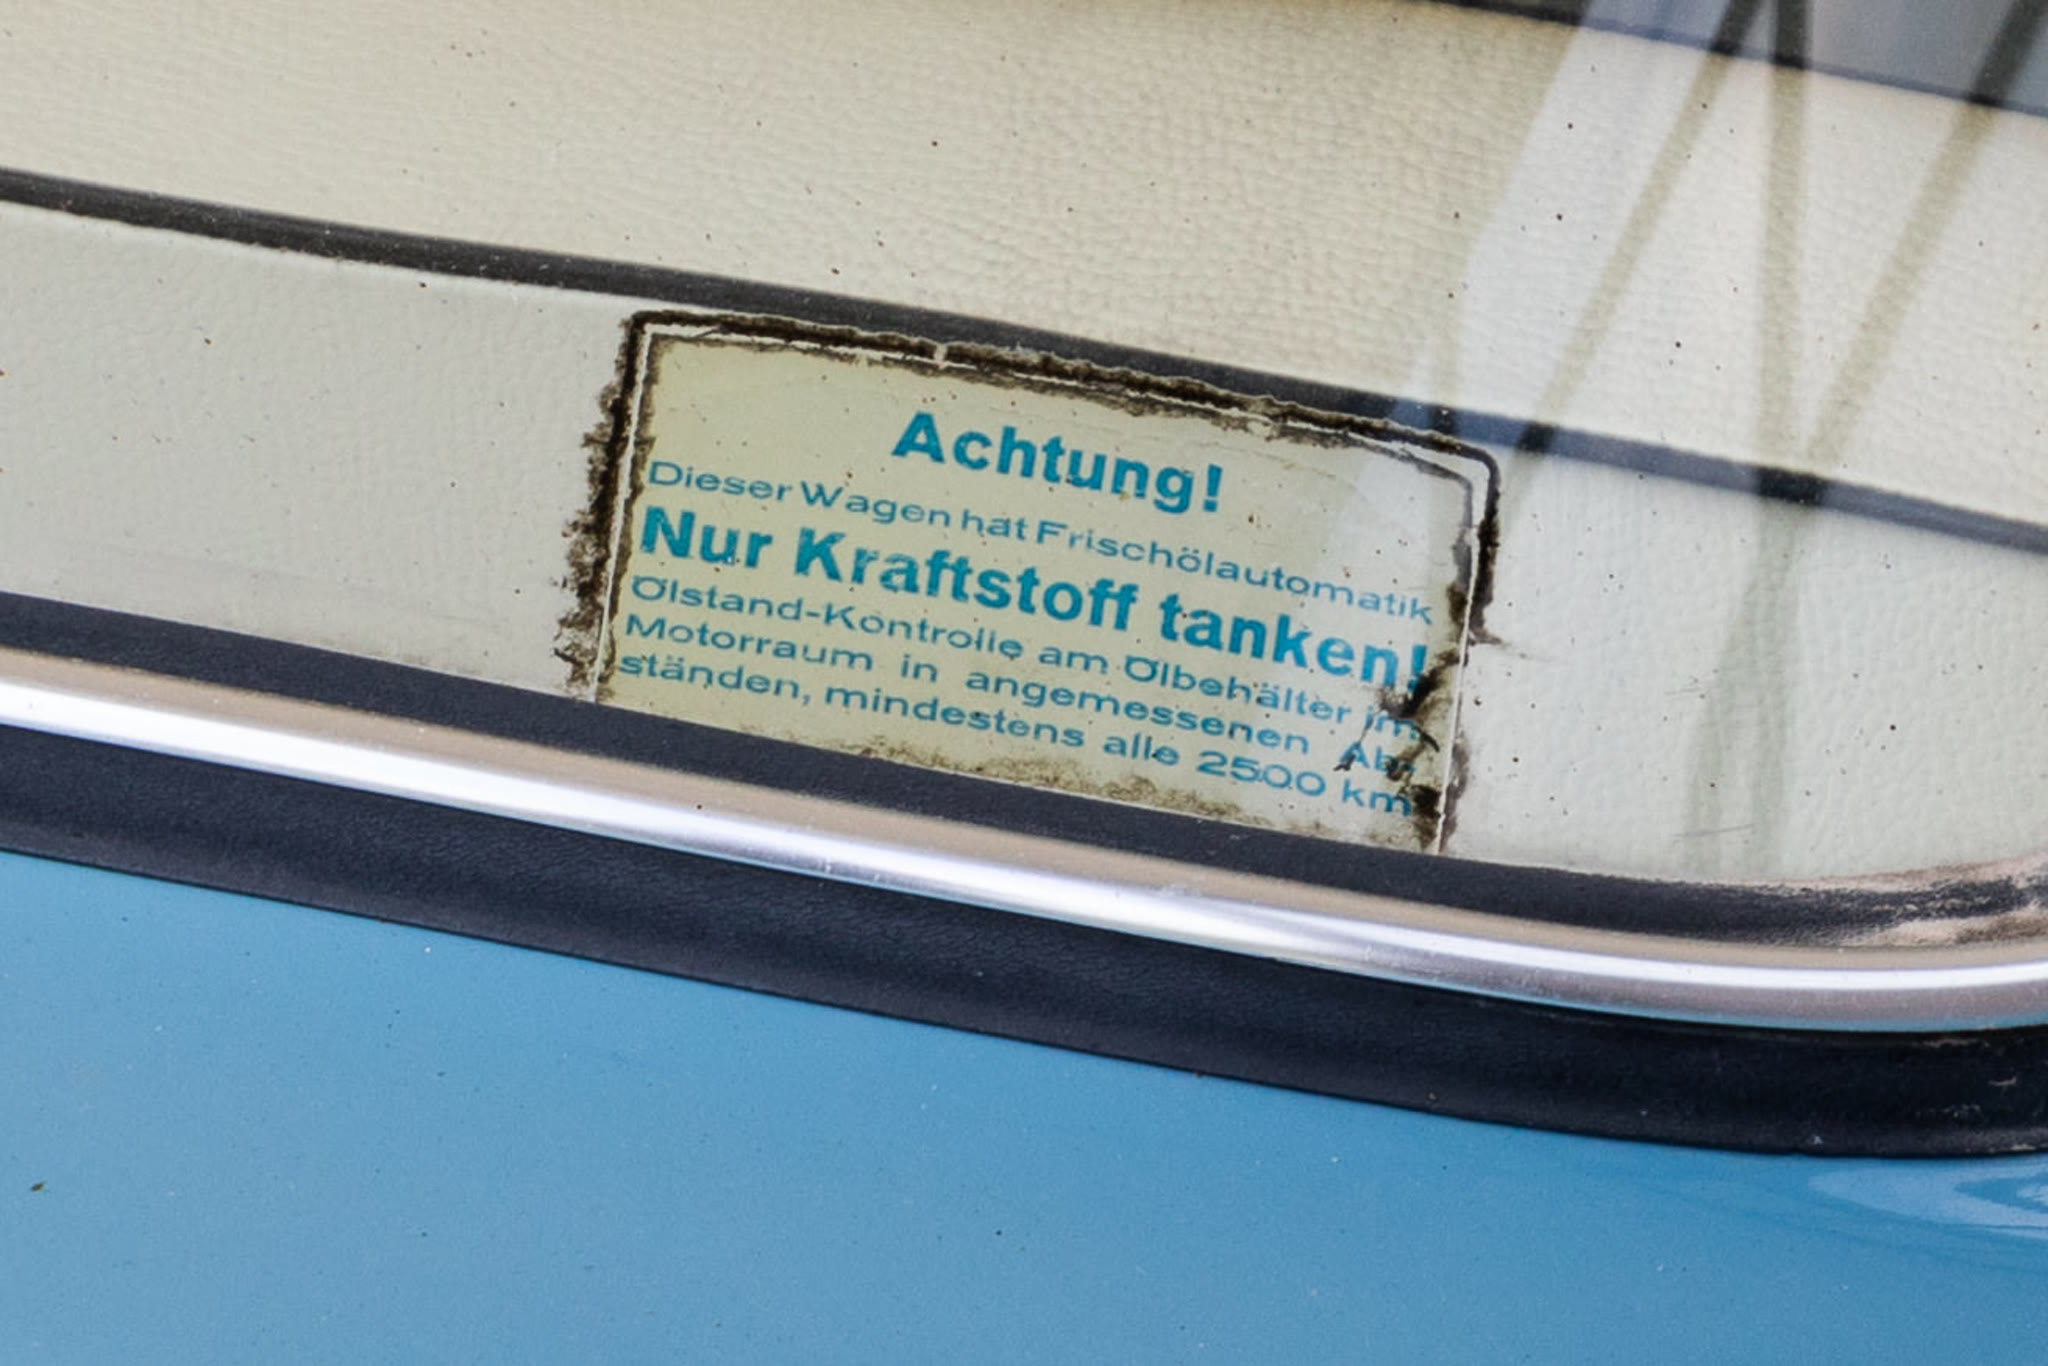 Achtung!
Dieser Wagen hat Frischölautomatik
Nur Kraftstoff tanken!
Ölstand-Kontrolle am Ölbehälter im
Motorraum in angemessenen Ab-
ständen, mindestens alle 2500 km